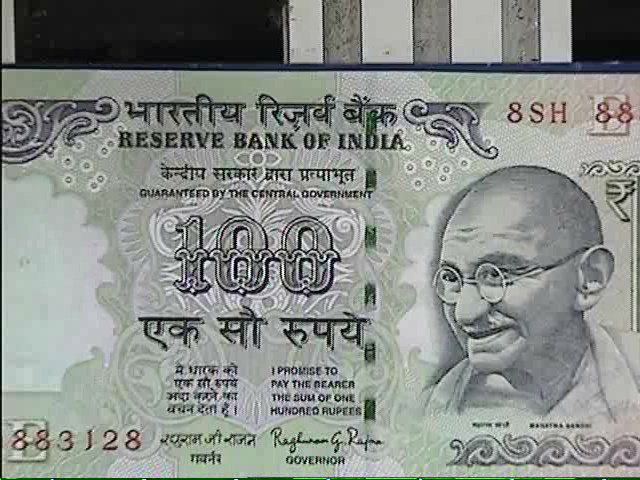 भारतीय रिज़र्व बैंक
RESERVE BANK OF INDIA
8SH 88
केन्द्रीय सरकार द्वारा प्रत्याभूत
GUARANTEED BY THE CENTRAL GOVERNMENT
₹
100
एक सौ रुपये
मैं धारक को
एक सौ रुपये
अदा करने का
वचन देता हूँ ।
I PROMISE TO
PAY THE BEARER
THE SUM OF ONE
HUNDRED RUPEES
883128
रघुराम जी राजन
गवर्नर
Raghuram G. Rajan
GOVERNOR
महात्मा गांधी
MAHATMA GANDHI
E
E